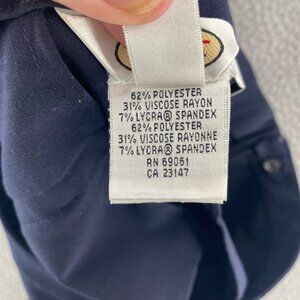 62% POLYESTER
31% VISCOSE RAYON
7% LYCRA® SPANDEX
62% POLYESTER
31% VISCOSE RAYONNE
7% LYCRA® SPANDEX
RN 69061
CA 23147